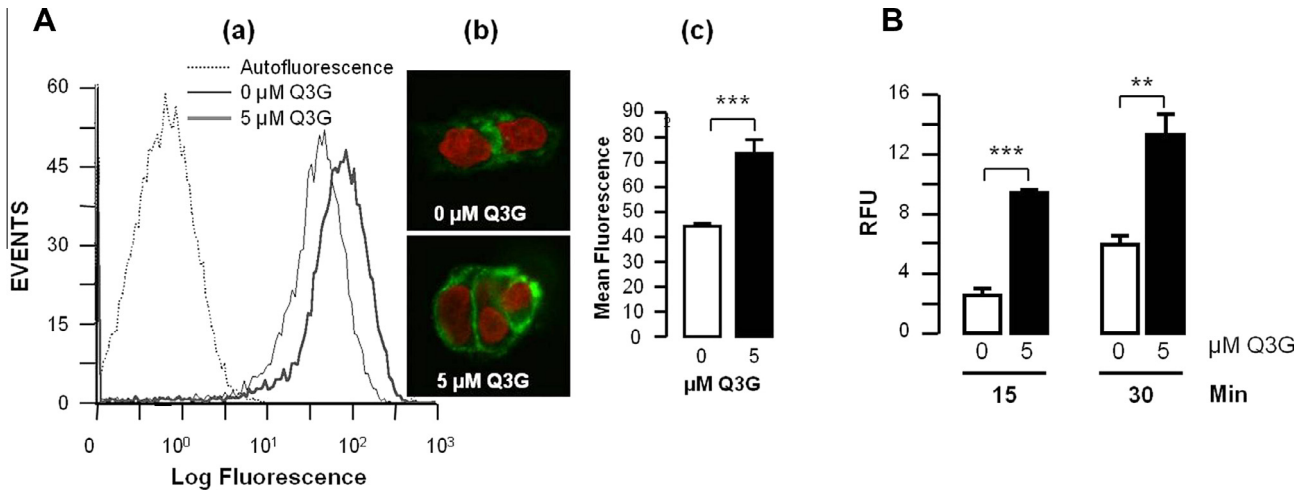 A
(a)
Autofluorescence
0 µM Q3G
5 µM Q3G
60
45
30
15
0
EVENTS
0
10⁰
10¹
10²
10³
Log Fluorescence
(b)
0 µM Q3G
5 µM Q3G
(c)
***
90
80
70
60
50
40
30
20
10
0
Mean Fluorescence
0
5
µM Q3G
B
16
12
8
4
0
RFU
***
**
0
5
0
5
µM Q3G
15
30
Min